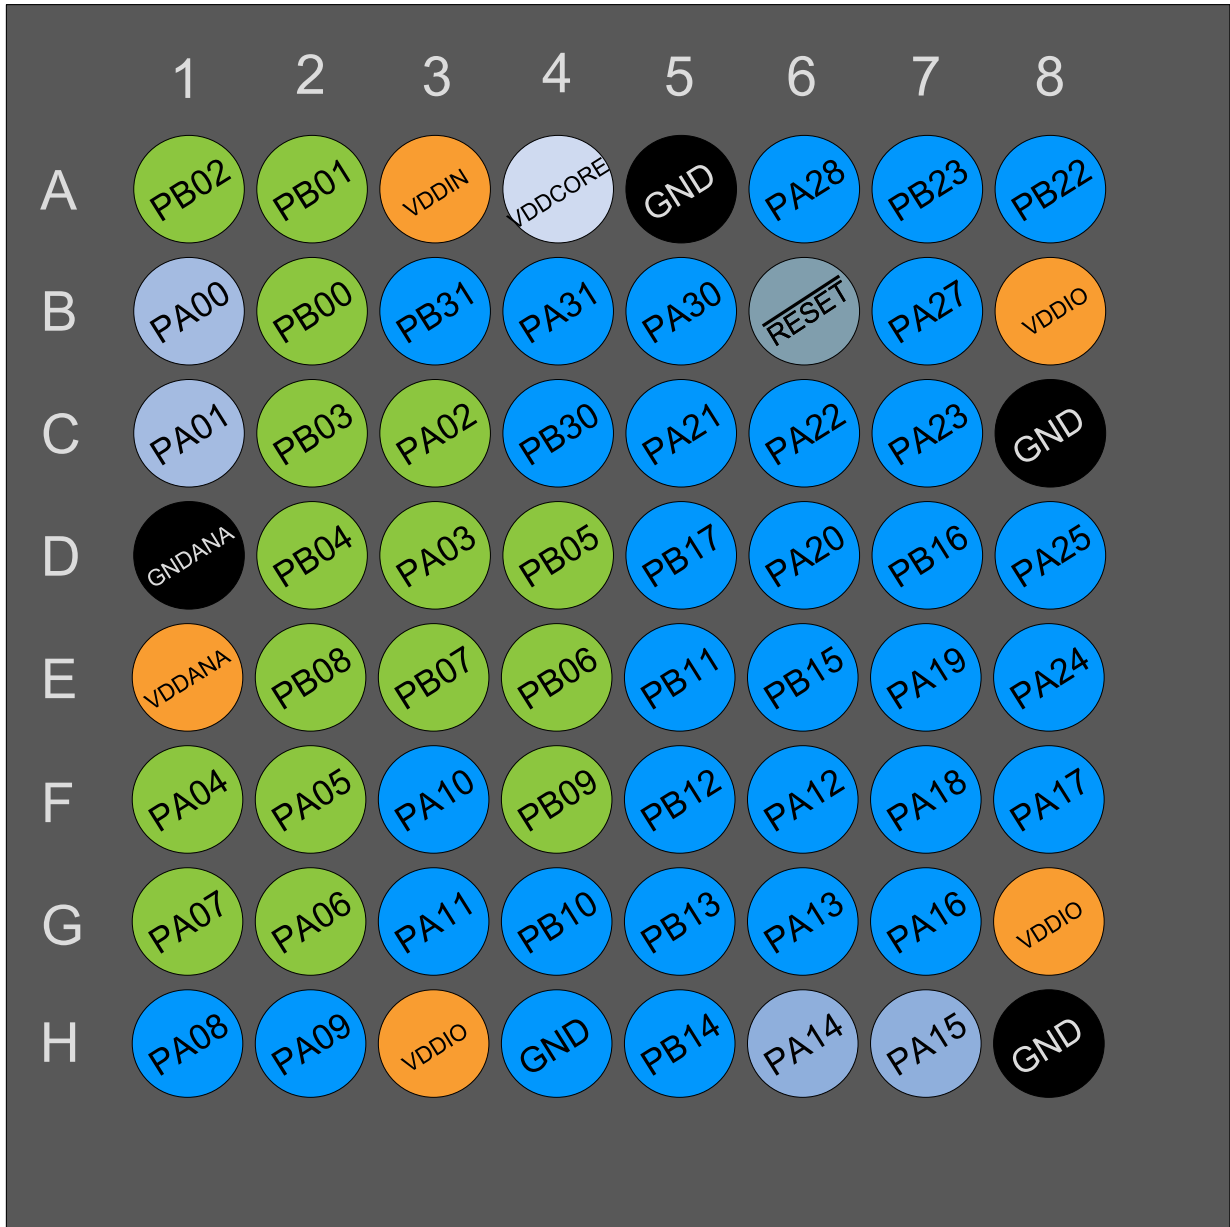 1 2 3 4 5 6 7 8
A PB02 PB01 VDDIN VDDCORE GND PA28 PB23 PB22
B PA00 PB00 PB31 PA31 PA30 RESET PA27 VDDIO
C PA01 PB03 PA02 PB30 PA21 PA22 PA23 GND
D GNDANA PB04 PA03 PB05 PB17 PA20 PB16 PA25
E VDDANA PB08 PB07 PB06 PB11 PB15 PA19 PA24
F PA04 PA05 PA10 PB09 PB12 PA12 PA18 PA17
G PA07 PA06 PA11 PB10 PB13 PA13 PA16 VDDIO
H PA08 PA09 VDDIO GND PB14 PA14 PA15 GND